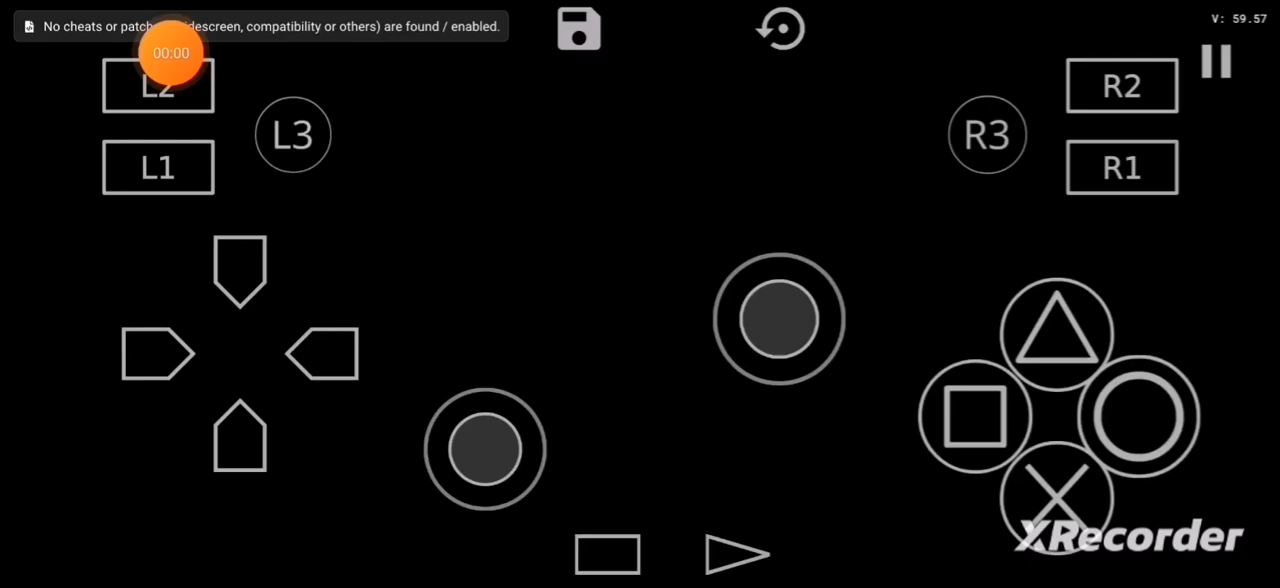 No cheats or patch descreen, compatibility or others) are found / enabled.
V: 59.57
00:00
L2
R2
L3
R3
L1
R1
XRecorder